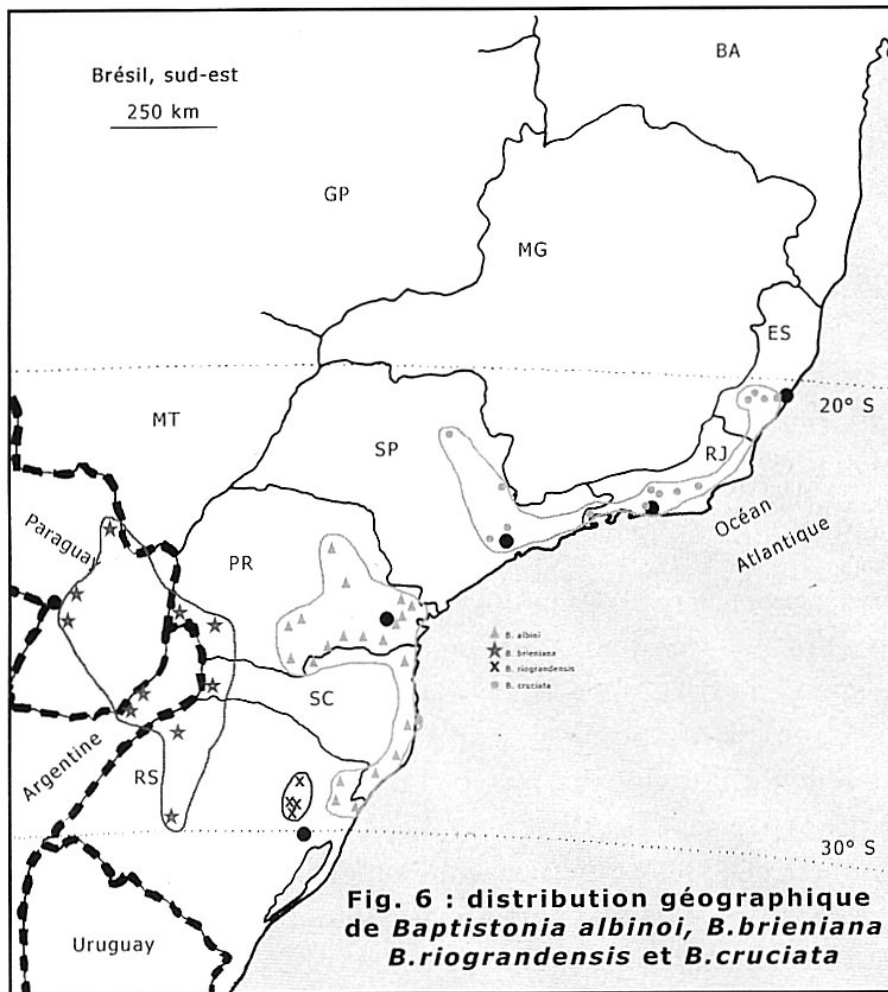 BA
Brésil, sud-est
250 km
GP
MG
ES
20° S
MT
SP
RJ
Océan
Atlantique
Paraguay
PR
B. albini
B. brieniana
B. riograndensis
B. cruciata
SC
Argentine
RS
30° S
Uruguay
Fig. 6 : distribution géographique
de Baptistonia albinoi, B.brieniana
B.riograndensis et B.cruciata